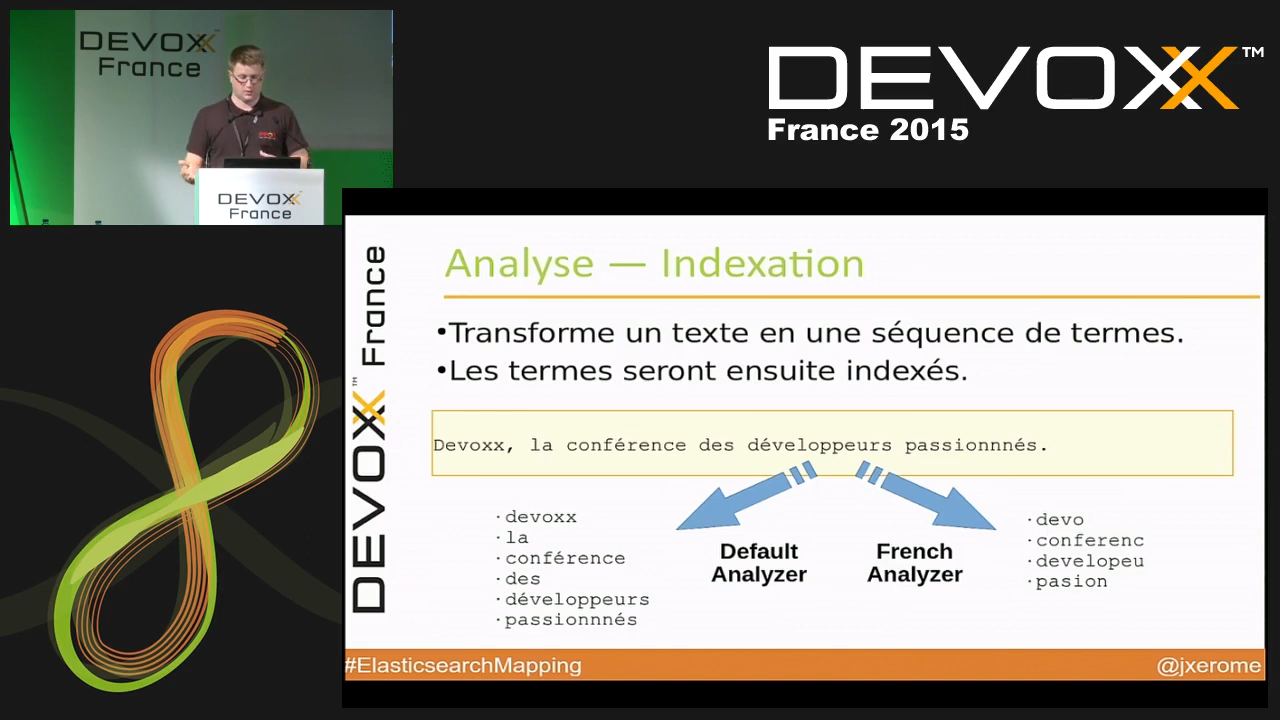 DEVOXX
France
DEVOXX
France
DEVOXX™
France 2015
DEVOXX™ France
Analyse — Indexation
•Transforme un texte en une séquence de termes.
•Les termes seront ensuite indexés.
Devoxx, la conférence des développeurs passionnnés.
· devoxx
· la
· conférence
· des
· développeurs
· passionnnés
Default
Analyzer
French
Analyzer
· devo
· conferenc
· developeu
· pasion
#ElasticsearchMapping
@jxerome